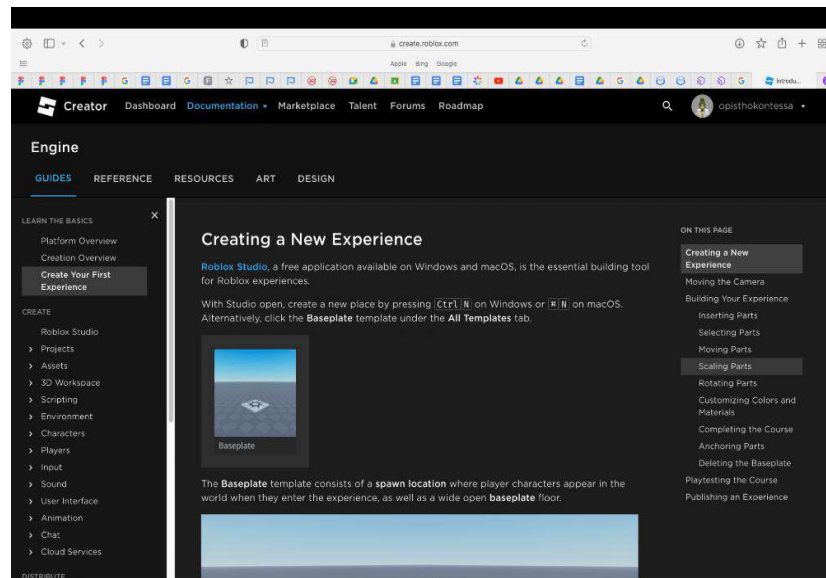 create.roblox.com
Apple Bing Google
Introdu...
Creator Dashboard Documentation Marketplace Talent Forums Roadmap
opisthokontessa
Engine
GUIDES REFERENCE RESOURCES ART DESIGN
LEARN THE BASICS
Platform Overview
Creation Overview
Create Your First
Experience
CREATE
Roblox Studio
Projects
Assets
3D Workspace
Scripting
Environment
Characters
Players
Input
Sound
User Interface
Animation
Chat
Cloud Services
DISTRIBUTE
Creating a New Experience
Roblox Studio, a free application available on Windows and macOS, is the essential building tool
for Roblox experiences.
With Studio open, create a new place by pressing Ctrl N on Windows or ⌘ N on macOS.
Alternatively, click the Baseplate template under the All Templates tab.
Baseplate
The Baseplate template consists of a spawn location where player characters appear in the
world when they enter the experience, as well as a wide open baseplate floor.
ON THIS PAGE
Creating a New
Experience
Moving the Camera
Building Your Experience
Inserting Parts
Selecting Parts
Moving Parts
Scaling Parts
Rotating Parts
Customizing Colors and
Materials
Completing the Course
Anchoring Parts
Deleting the Baseplate
Playtesting the Course
Publishing an Experience